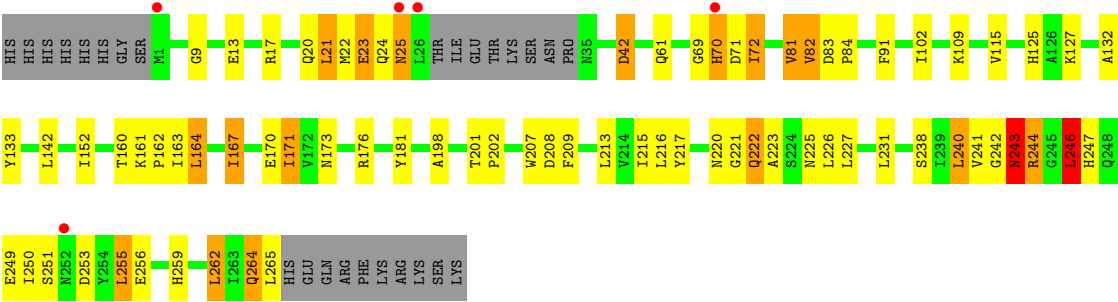 HIS HIS HIS HIS HIS HIS GLY SER M1 G9 E13 R17 Q20 L21 M22 E23 Q24 N25 L26 THR ILE GLU THR LYS SER ASN PRO N35 D42 Q61 G69 H70 D71 I72 V81 V82 D83 P84 F91 I102 K109 V115 H125 A126 K127 A132
Y133 L142 I152 T160 K161 P162 I163 L164 I167 E170 I171 V172 N173 R176 Y181 A198 T201 P202 W207 D208 F209 L213 V214 I215 L216 Y217 N220 G221 Q222 A223 S224 N225 L226 L227 L231 S238 I239 L240 V241 G242 N243 R244 G245 L246 H247 Q248
E249 I250 S251 N252 D253 Y254 L255 E256 H259 L262 I263 Q264 L265 HIS GLU GLN ARG PHE LYS ARG LYS SER LYS